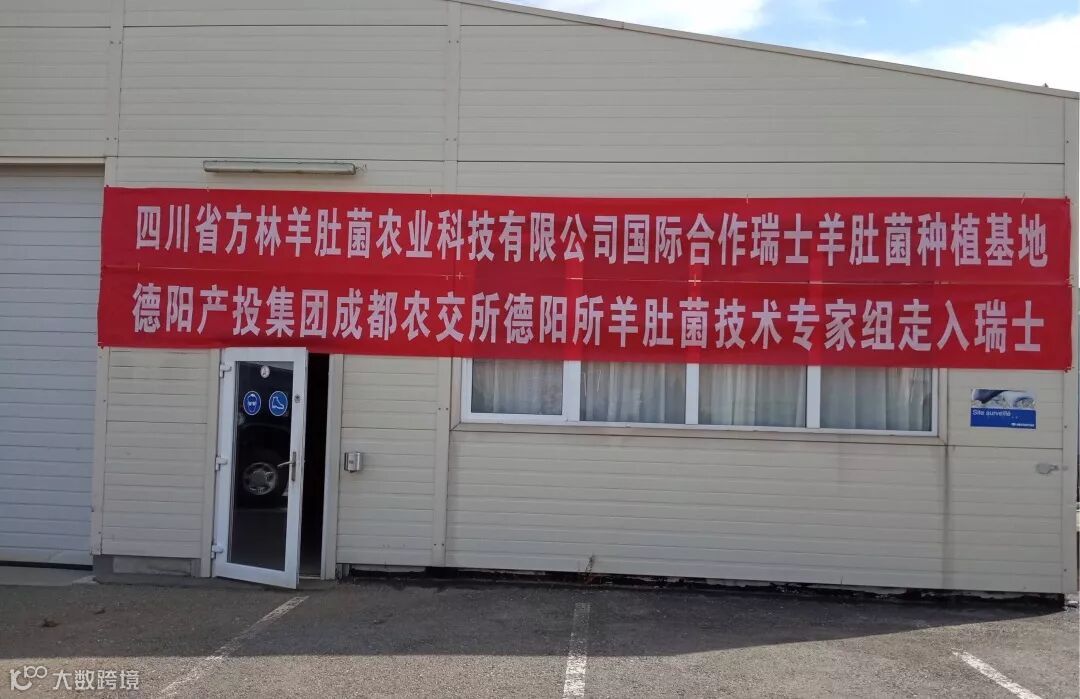 四川省方林羊肚菌农业科技有限公司国际合作瑞士羊肚菌种植基地
德阳产投集团成都农交所德阳所羊肚菌技术专家组走入瑞士
Site surveillé
大数跨境